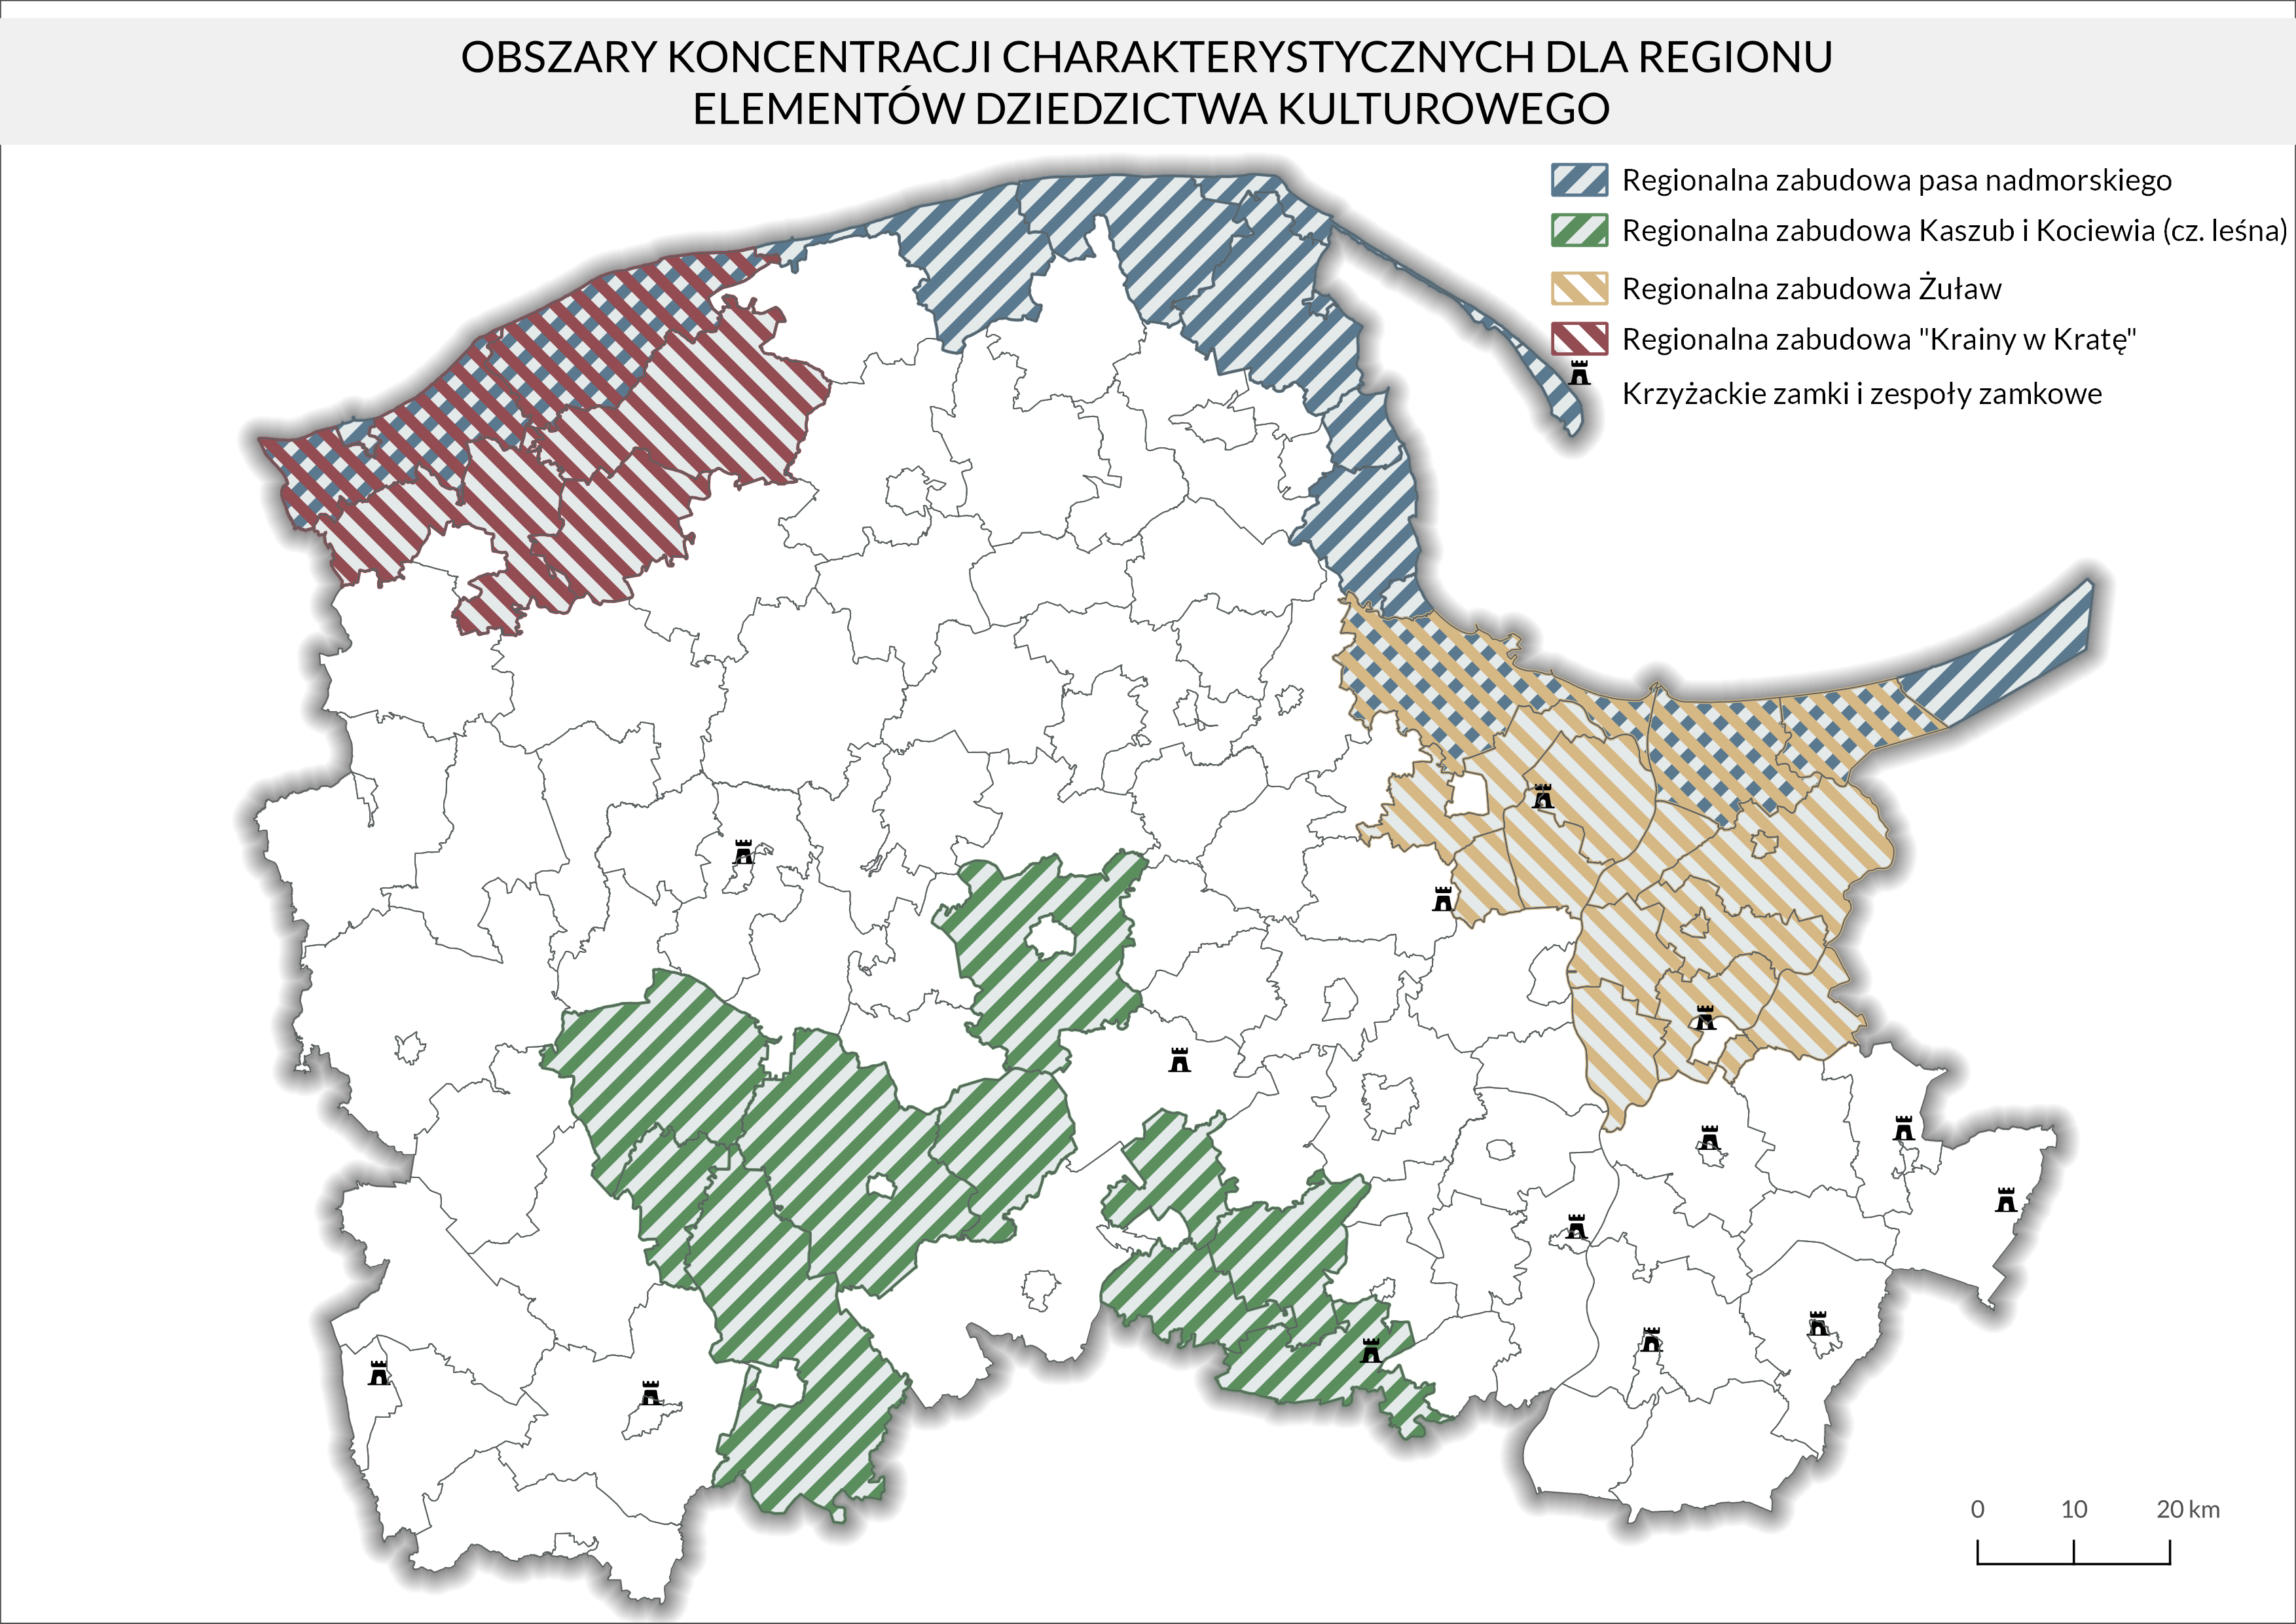 OBSZARY KONCENTRACJI CHARAKTERYSTYCZNYCH DLA REGIONU
ELEMENTÓW DZIEDZICTWA KULTUROWEGO
Regionalna zabudowa pasa nadmorskiego
Regionalna zabudowa Kaszub i Kociewia (cz. leśna)
Regionalna zabudowa Żuław
Regionalna zabudowa "Krainy w Kratę"
Krzyżackie zamki i zespoły zamkowe
0 10 20 km